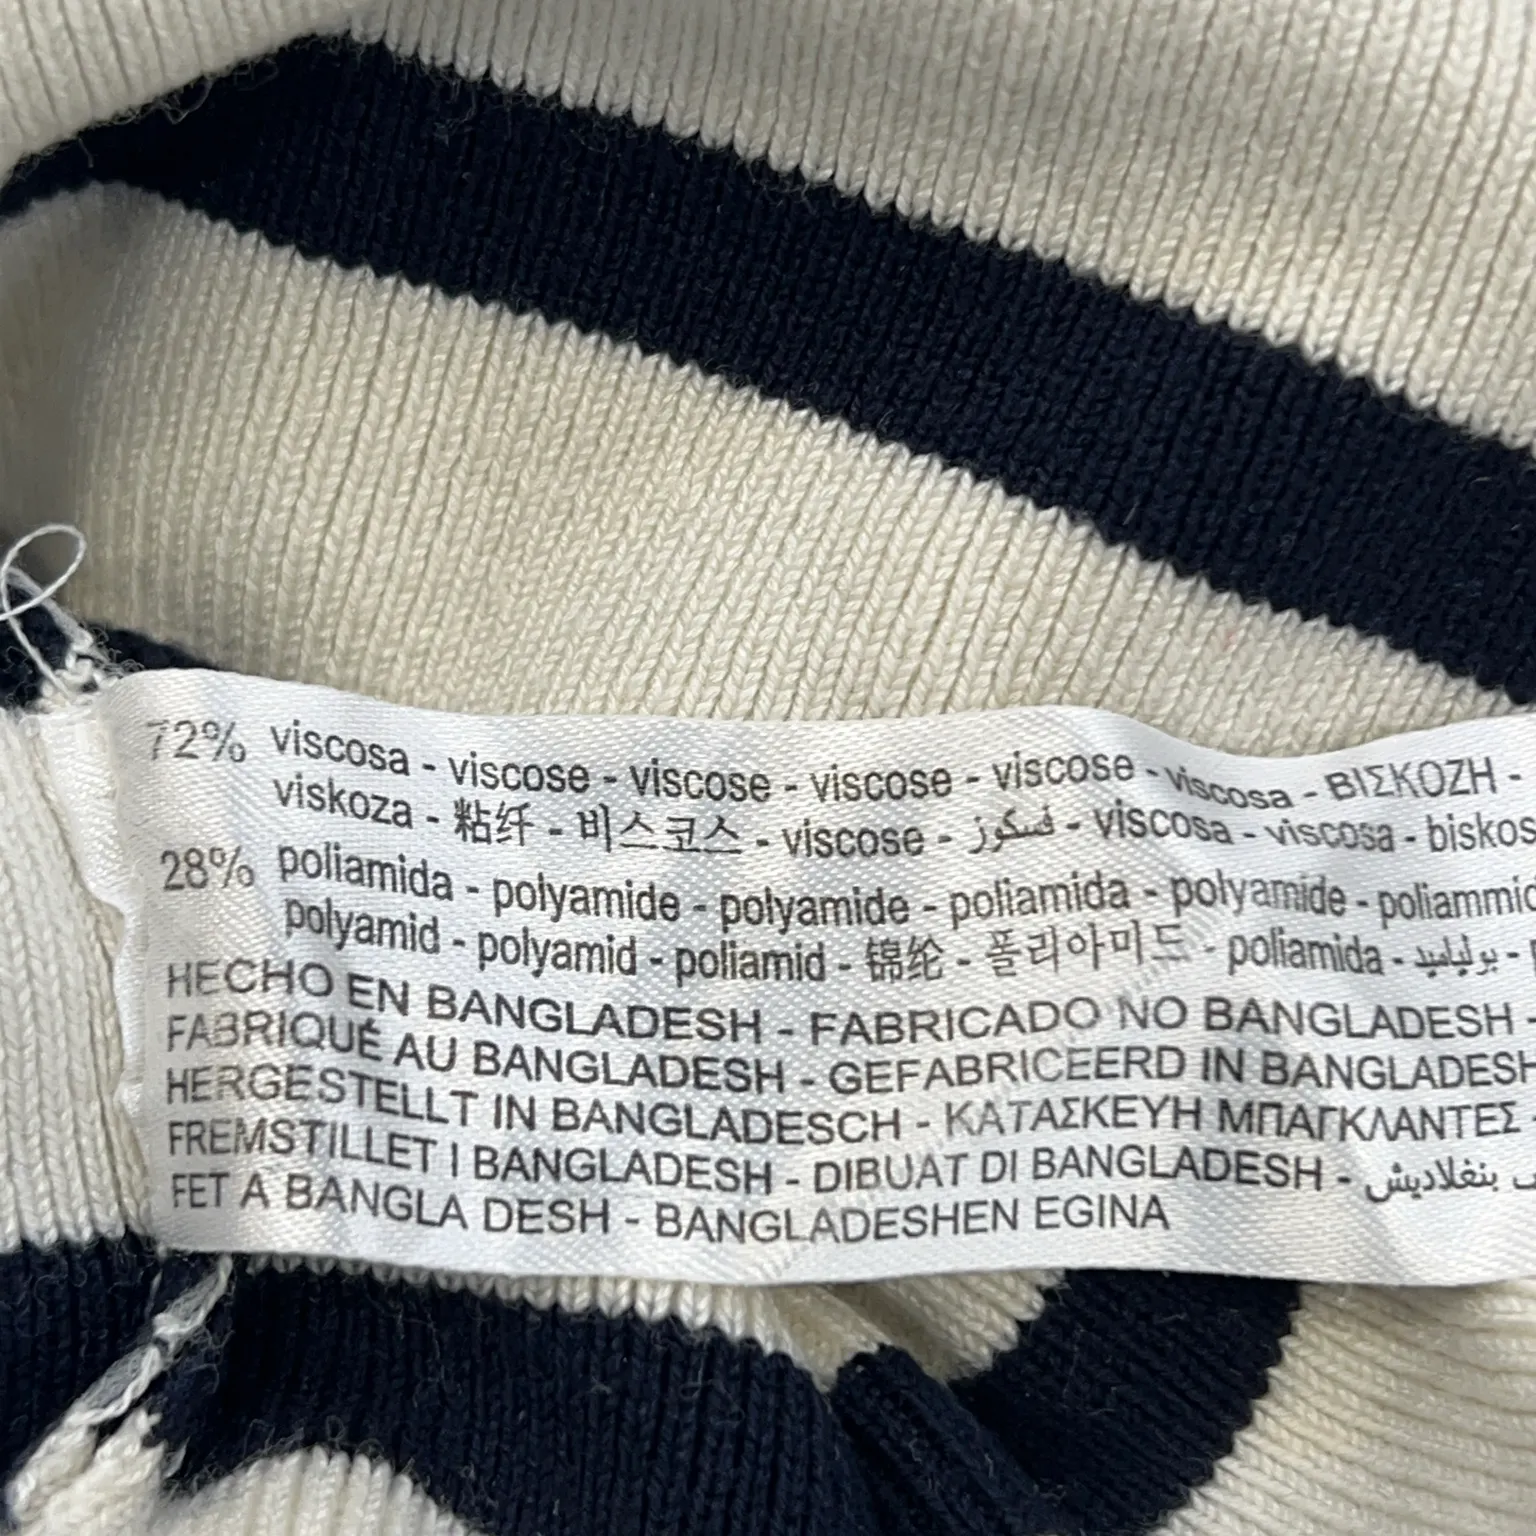 72% viscosa - viscose - viscose - viscose - viscose - viscosa - ΒΙΣΚΟΖΗ -
viskoza - 粘纤 - 비스코스 - viscose - فسكوز - viscosa - viscosa - biskos
28% poliamida - polyamide - polyamide - poliamida - polyamide - poliammid
polyamid - polyamid - poliamid - 锦纶 - 폴리아미드 - poliamida - بولياميد -
HECHO EN BANGLADESH - FABRICADO NO BANGLADESH -
FABRIQUÉ AU BANGLADESH - GEFABRICEERD IN BANGLADESH
HERGESTELLT IN BANGLADESCH - ΚΑΤΑΣΚΕΥΗ ΜΠΑΓΚΛΑΝΤΕΣ
FREMSTILLET I BANGLADESH - DIBUAT DI BANGLADESH - بنغلاديش
FET A BANGLA DESH - BANGLADESHEN EGINA